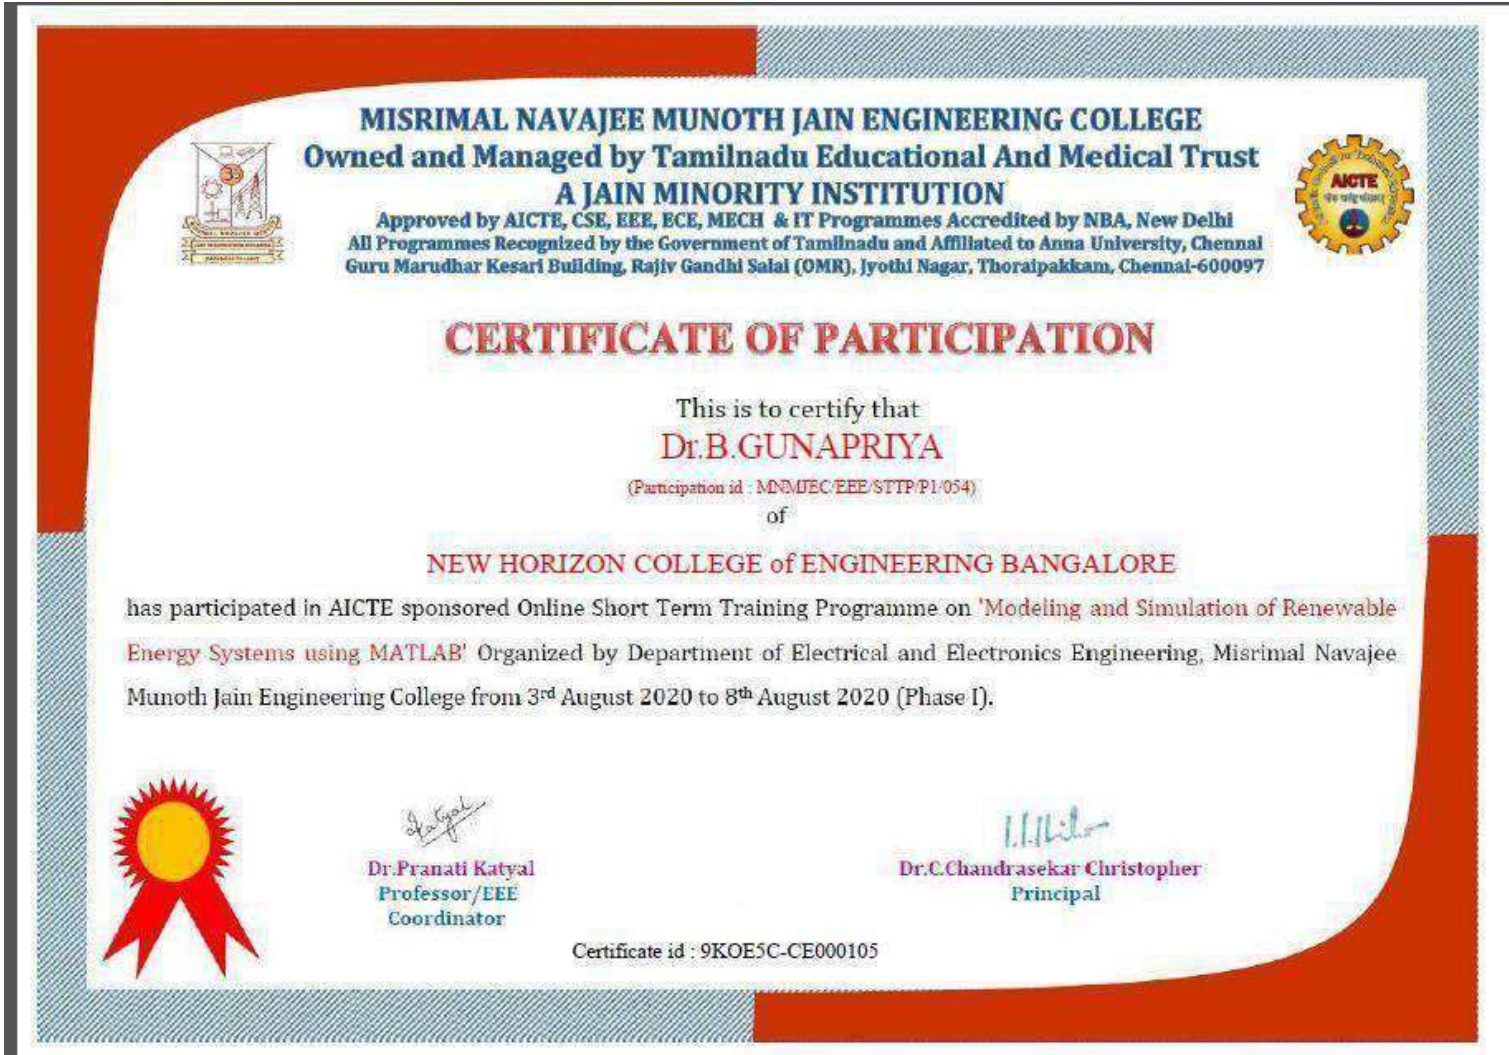 MISRIMAL NAVAJEE MUNOTH JAIN ENGINEERING COLLEGE
Owned and Managed by Tamilnadu Educational And Medical Trust
A JAIN MINORITY INSTITUTION
Approved by AICTE, CSE, EEE, ECE, MECH & IT Programmes Accredited by NBA, New Delhi
All Programmes Recognized by the Government of Tamilnadu and Affiliated to Anna University, Chennai
Guru Marudhar Kesari Building, Rajiv Gandhi Salai (OMR), Jyothi Nagar, Thoraipakkam, Chennai-600097
AICTE
CERTIFICATE OF PARTICIPATION
This is to certify that
Dr.B.GUNAPRIYA
(Participation id : MNMJEC/EEE/STTP/P1/054)
of
NEW HORIZON COLLEGE of ENGINEERING BANGALORE
has participated in AICTE sponsored Online Short Term Training Programme on 'Modeling and Simulation of Renewable
Energy Systems using MATLAB' Organized by Department of Electrical and Electronics Engineering, Misrimal Navajee
Munoth Jain Engineering College from 3rd August 2020 to 8th August 2020 (Phase I).
Katyal
Dr.Pranati Katyal
Professor/EEE
Coordinator
Dr.C.Chandrasekar Christopher
Principal
Certificate id : 9KOE5C-CE000105